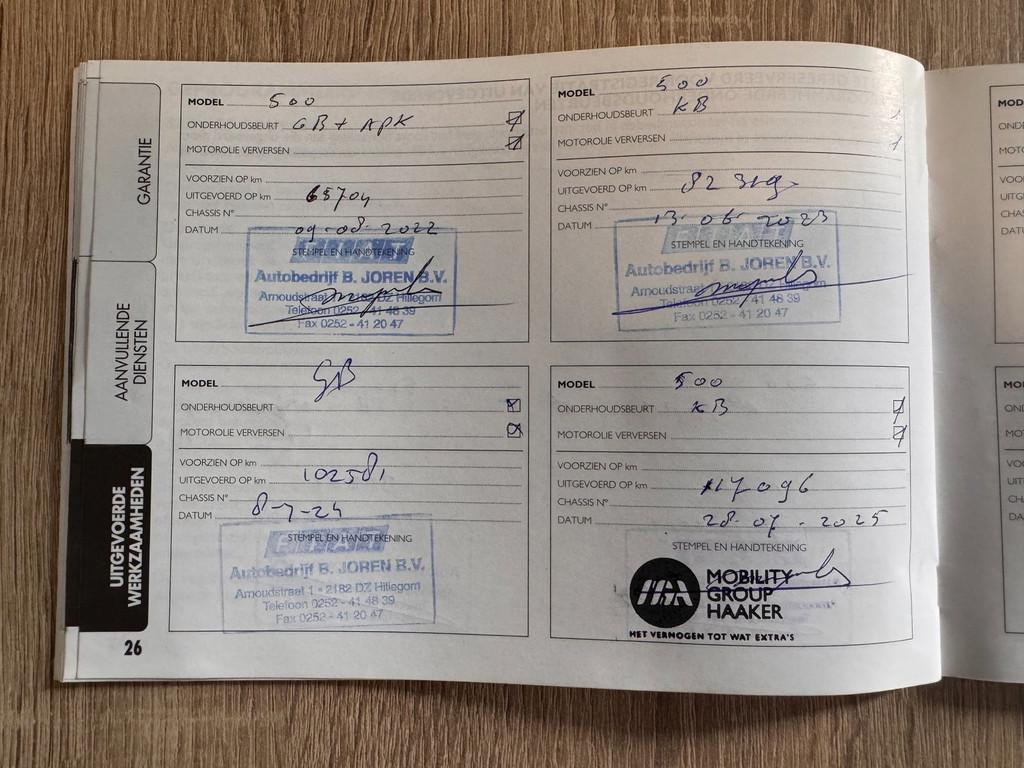 GARANTIE
AANVULLENDE
DIENSTEN
UITGEVOERDE
WERKZAAMHEDEN
26
MODEL 500
ONDERHOUDSBEURT GB + APK
MOTOROLIE VERVERSEN
VOORZIEN OP km
UITGEVOERD OP km 65704
CHASSIS N°
DATUM 09-08-2022
STEMPEL EN HANDTEKENING
Autobedrijf B. JOREN B.V.
Arnoudstraat DZ Hillegom
Telefoon 0252 - 41 48 39
Fax 0252 - 41 20 47
MODEL 500
ONDERHOUDSBEURT KB
MOTOROLIE VERVERSEN
VOORZIEN OP km
UITGEVOERD OP km
CHASSIS N°
DATUM 13-06-2023
STEMPEL EN HANDTEKENING
Autobedrijf B. JOREN B.V.
Arnoudstraat Hillegom
Telefoon 0252 - 41 48 39
Fax 0252 - 41 20 47
MODEL GB
ONDERHOUDSBEURT
MOTOROLIE VERVERSEN
VOORZIEN OP km
UITGEVOERD OP km 102581
CHASSIS N°
DATUM 8-7-24
STEMPEL EN HANDTEKENING
Autobedrijf B. JOREN B.V.
Arnoudstraat 1 - 2182 DZ Hillegom
Telefoon 0252 - 41 48 39
Fax 0252 - 41 20 47
MODEL 500
ONDERHOUDSBEURT KB
MOTOROLIE VERVERSEN
VOORZIEN OP km
UITGEVOERD OP km 117096
CHASSIS N°
DATUM 28-07-2025
STEMPEL EN HANDTEKENING
MOBILITY
GROUP
HAAKER
HET VERMOGEN TOT WAT EXTRA'S